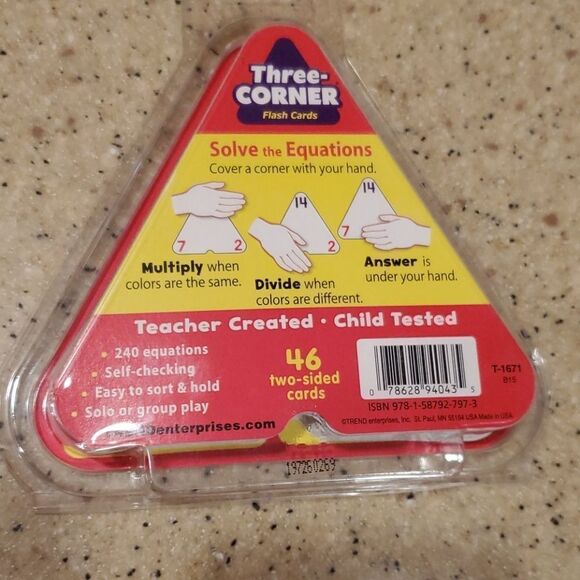 Three-
CORNER
Flash Cards
Solve the Equations
Cover a corner with your hand.
14
14
7 2
2
7
Multiply when
colors are the same.
Divide when
colors are different.
Answer is
under your hand.
Teacher Created • Child Tested
• 240 equations
• Self-checking
• Easy to sort & hold
• Solo or group play
46
two-sided
cards
T-1671
B15
0 78628 94043 5
ISBN 978-1-58792-797-3
©TREND enterprises, Inc. St. Paul, MN 55164 USA Made in USA
enterprises.com
197260269